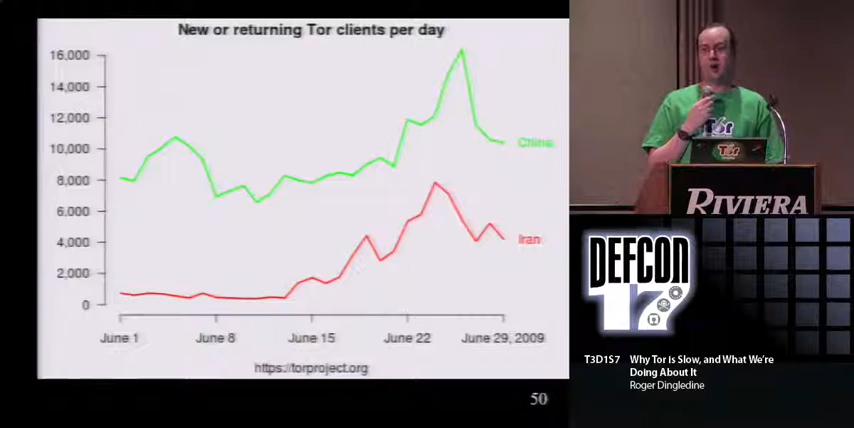 New or returning Tor clients per day
16,000
14,000
12,000
10,000
8,000
6,000
4,000
2,000
0
China
Iran
June 1
June 8
June 15
June 22
June 29, 2009
https://torproject.org
50
Tor
Tor
RIVIERA
DEFCON
17
T3D1S7 Why Tor is Slow, and What We're
Doing About It
Roger Dingledine